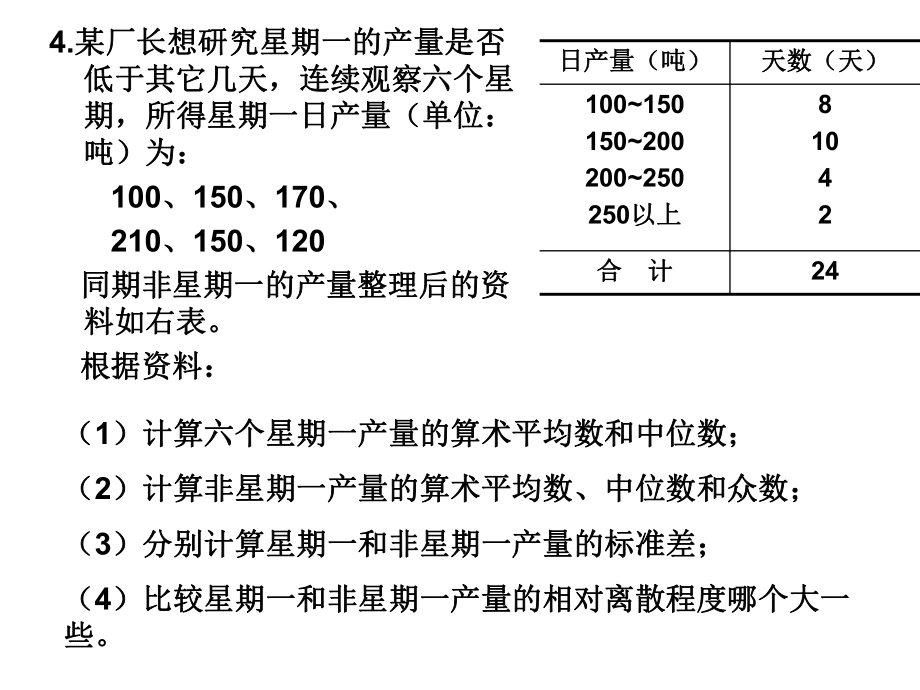 4.某厂长想研究星期一的产量是否
低于其它几天，连续观察六个星
期，所得星期一日产量（单位：
吨）为：
100、150、170、
210、150、120
同期非星期一的产量整理后的资
料如右表。
根据资料：
日产量（吨） 天数（天）
100~150 8
150~200 10
200~250 4
250以上 2
合 计 24
（1）计算六个星期一产量的算术平均数和中位数；
（2）计算非星期一产量的算术平均数、中位数和众数；
（3）分别计算星期一和非星期一产量的标准差；
（4）比较星期一和非星期一产量的相对离散程度哪个大一
些。